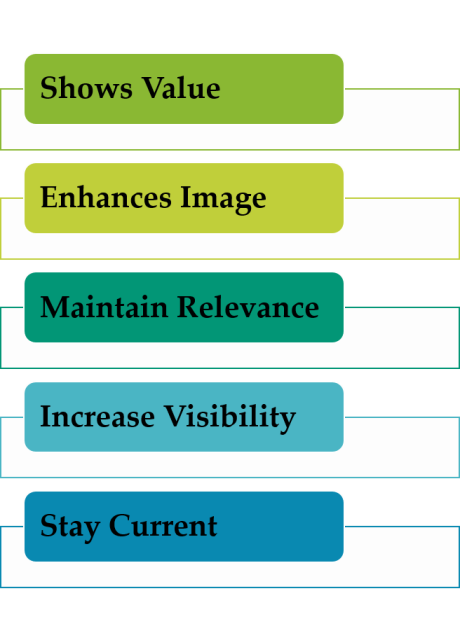 Shows Value
Enhances Image
Maintain Relevance
Increase Visibility
Stay Current